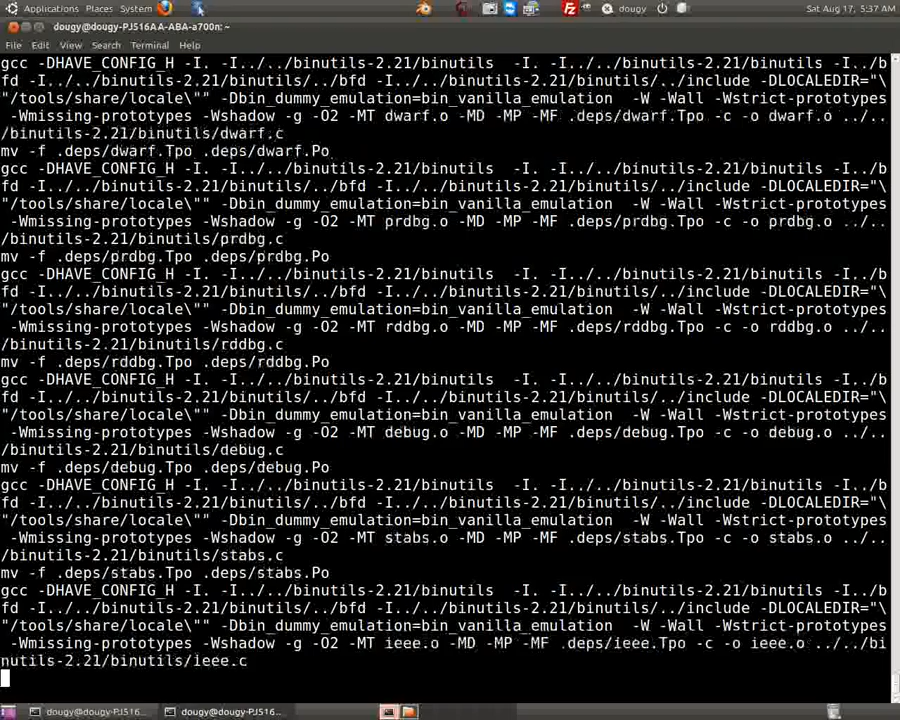 Applications Places System dougy Sat Aug 17, 5:37 AM
dougy@dougy-PJ516AA-ABA-a700n: ~
File Edit View Search Terminal Help
gcc -DHAVE_CONFIG_H -I. -I../../binutils-2.21/binutils  -I. -I../../binutils-2.21/binutils -I../b
fd -I../../binutils-2.21/binutils/../bfd -I../../binutils-2.21/binutils/../include -DLOCALEDIR="\
"/tools/share/locale\"" -Dbin_dummy_emulation=bin_vanilla_emulation  -W -Wall -Wstrict-prototypes
 -Wmissing-prototypes -Wshadow -g -O2 -MT dwarf.o -MD -MP -MF .deps/dwarf.Tpo -c -o dwarf.o ../..
/binutils-2.21/binutils/dwarf.c
mv -f .deps/dwarf.Tpo .deps/dwarf.Po
gcc -DHAVE_CONFIG_H -I. -I../../binutils-2.21/binutils  -I. -I../../binutils-2.21/binutils -I../b
fd -I../../binutils-2.21/binutils/../bfd -I../../binutils-2.21/binutils/../include -DLOCALEDIR="\
"/tools/share/locale\"" -Dbin_dummy_emulation=bin_vanilla_emulation  -W -Wall -Wstrict-prototypes
 -Wmissing-prototypes -Wshadow -g -O2 -MT prdbg.o -MD -MP -MF .deps/prdbg.Tpo -c -o prdbg.o ../..
/binutils-2.21/binutils/prdbg.c
mv -f .deps/prdbg.Tpo .deps/prdbg.Po
gcc -DHAVE_CONFIG_H -I. -I../../binutils-2.21/binutils  -I. -I../../binutils-2.21/binutils -I../b
fd -I../../binutils-2.21/binutils/../bfd -I../../binutils-2.21/binutils/../include -DLOCALEDIR="\
"/tools/share/locale\"" -Dbin_dummy_emulation=bin_vanilla_emulation  -W -Wall -Wstrict-prototypes
 -Wmissing-prototypes -Wshadow -g -O2 -MT rddbg.o -MD -MP -MF .deps/rddbg.Tpo -c -o rddbg.o ../..
/binutils-2.21/binutils/rddbg.c
mv -f .deps/rddbg.Tpo .deps/rddbg.Po
gcc -DHAVE_CONFIG_H -I. -I../../binutils-2.21/binutils  -I. -I../../binutils-2.21/binutils -I../b
fd -I../../binutils-2.21/binutils/../bfd -I../../binutils-2.21/binutils/../include -DLOCALEDIR="\
"/tools/share/locale\"" -Dbin_dummy_emulation=bin_vanilla_emulation  -W -Wall -Wstrict-prototypes
 -Wmissing-prototypes -Wshadow -g -O2 -MT debug.o -MD -MP -MF .deps/debug.Tpo -c -o debug.o ../..
/binutils-2.21/binutils/debug.c
mv -f .deps/debug.Tpo .deps/debug.Po
gcc -DHAVE_CONFIG_H -I. -I../../binutils-2.21/binutils  -I. -I../../binutils-2.21/binutils -I../b
fd -I../../binutils-2.21/binutils/../bfd -I../../binutils-2.21/binutils/../include -DLOCALEDIR="\
"/tools/share/locale\"" -Dbin_dummy_emulation=bin_vanilla_emulation  -W -Wall -Wstrict-prototypes
 -Wmissing-prototypes -Wshadow -g -O2 -MT stabs.o -MD -MP -MF .deps/stabs.Tpo -c -o stabs.o ../..
/binutils-2.21/binutils/stabs.c
mv -f .deps/stabs.Tpo .deps/stabs.Po
gcc -DHAVE_CONFIG_H -I. -I../../binutils-2.21/binutils  -I. -I../../binutils-2.21/binutils -I../b
fd -I../../binutils-2.21/binutils/../bfd -I../../binutils-2.21/binutils/../include -DLOCALEDIR="\
"/tools/share/locale\"" -Dbin_dummy_emulation=bin_vanilla_emulation  -W -Wall -Wstrict-prototypes
 -Wmissing-prototypes -Wshadow -g -O2 -MT ieee.o -MD -MP -MF .deps/ieee.Tpo -c -o ieee.o ../../bi
nutils-2.21/binutils/ieee.c
dougy@dougy-PJ516... dougy@dougy-PJ516...